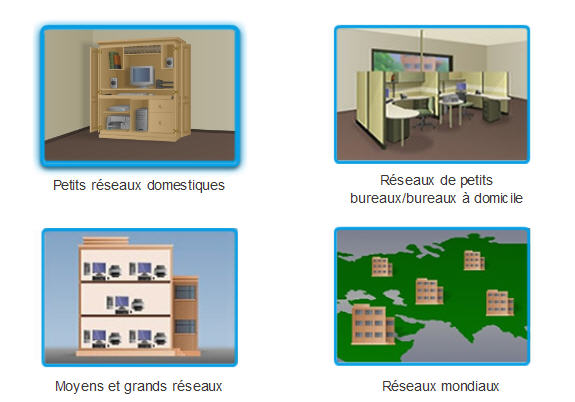 Petits réseaux domestiques
Réseaux de petits
bureaux/bureaux à domicile
Moyens et grands réseaux
Réseaux mondiaux